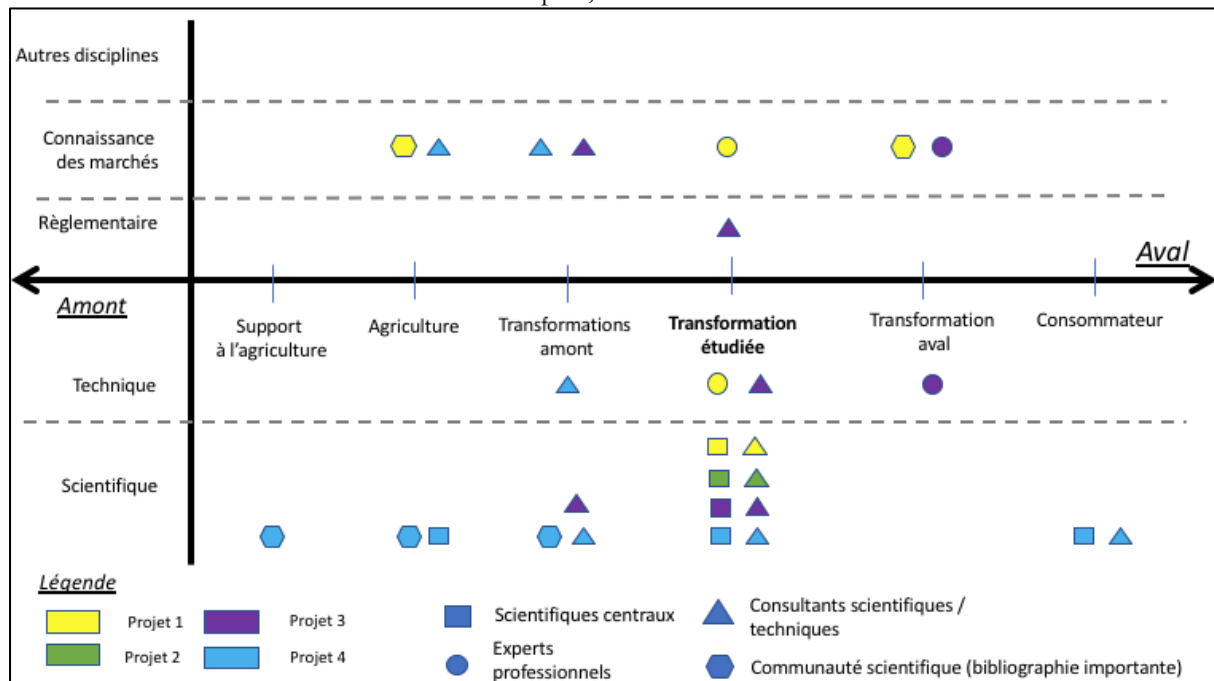 Autres disciplines
Connaissance
des marchés
Règlementaire
Aval
Amont
Support
à l'agriculture
Agriculture
Transformations
amont
Transformation
étudiée
Transformation
aval
Consommateur
Technique
Scientifique
Légende
Projet 1
Projet 3
Scientifiques centraux
Consultants scientifiques /
techniques
Projet 2
Projet 4
Experts
professionnels
Communauté scientifique (bibliographie importante)